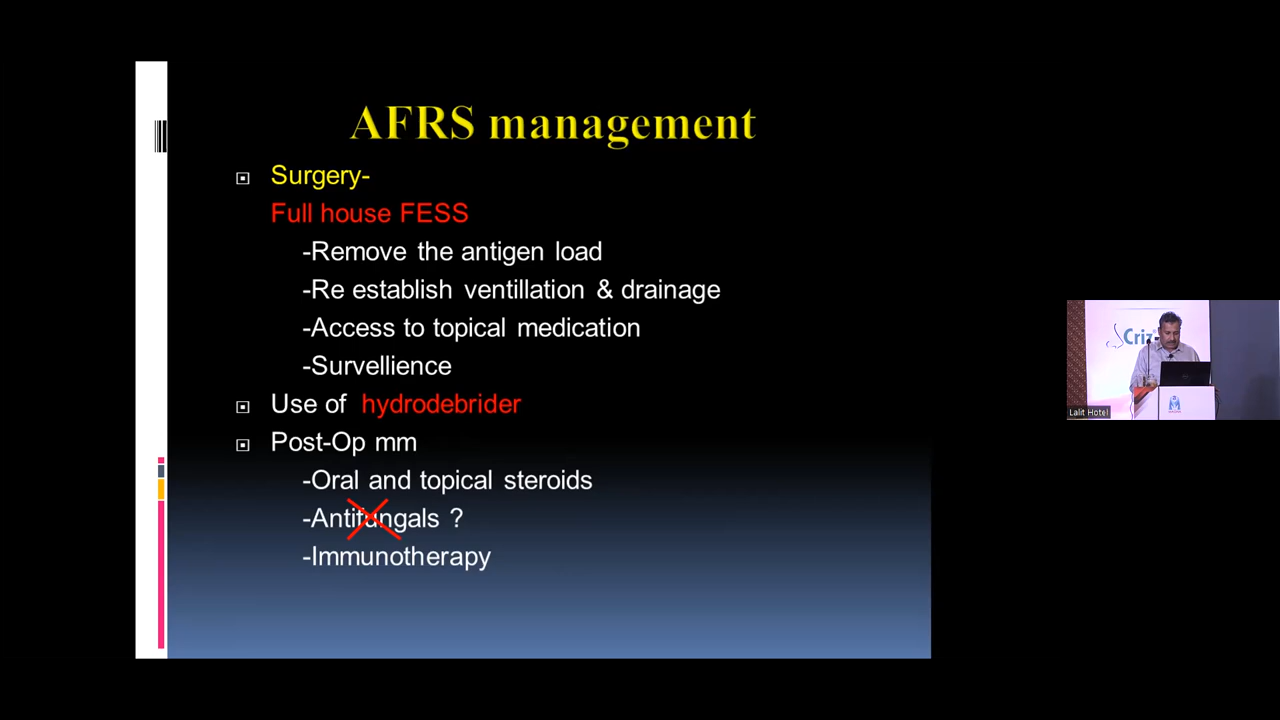 AFRS management
Surgery-
Full house FESS
-Remove the antigen load
-Re establish ventillation & drainage
-Access to topical medication
-Survellience
Use of hydrodebrider
Post-Op mm
-Oral and topical steroids
-Antifungals ?
-Immunotherapy
Criz
Lalit Hotel